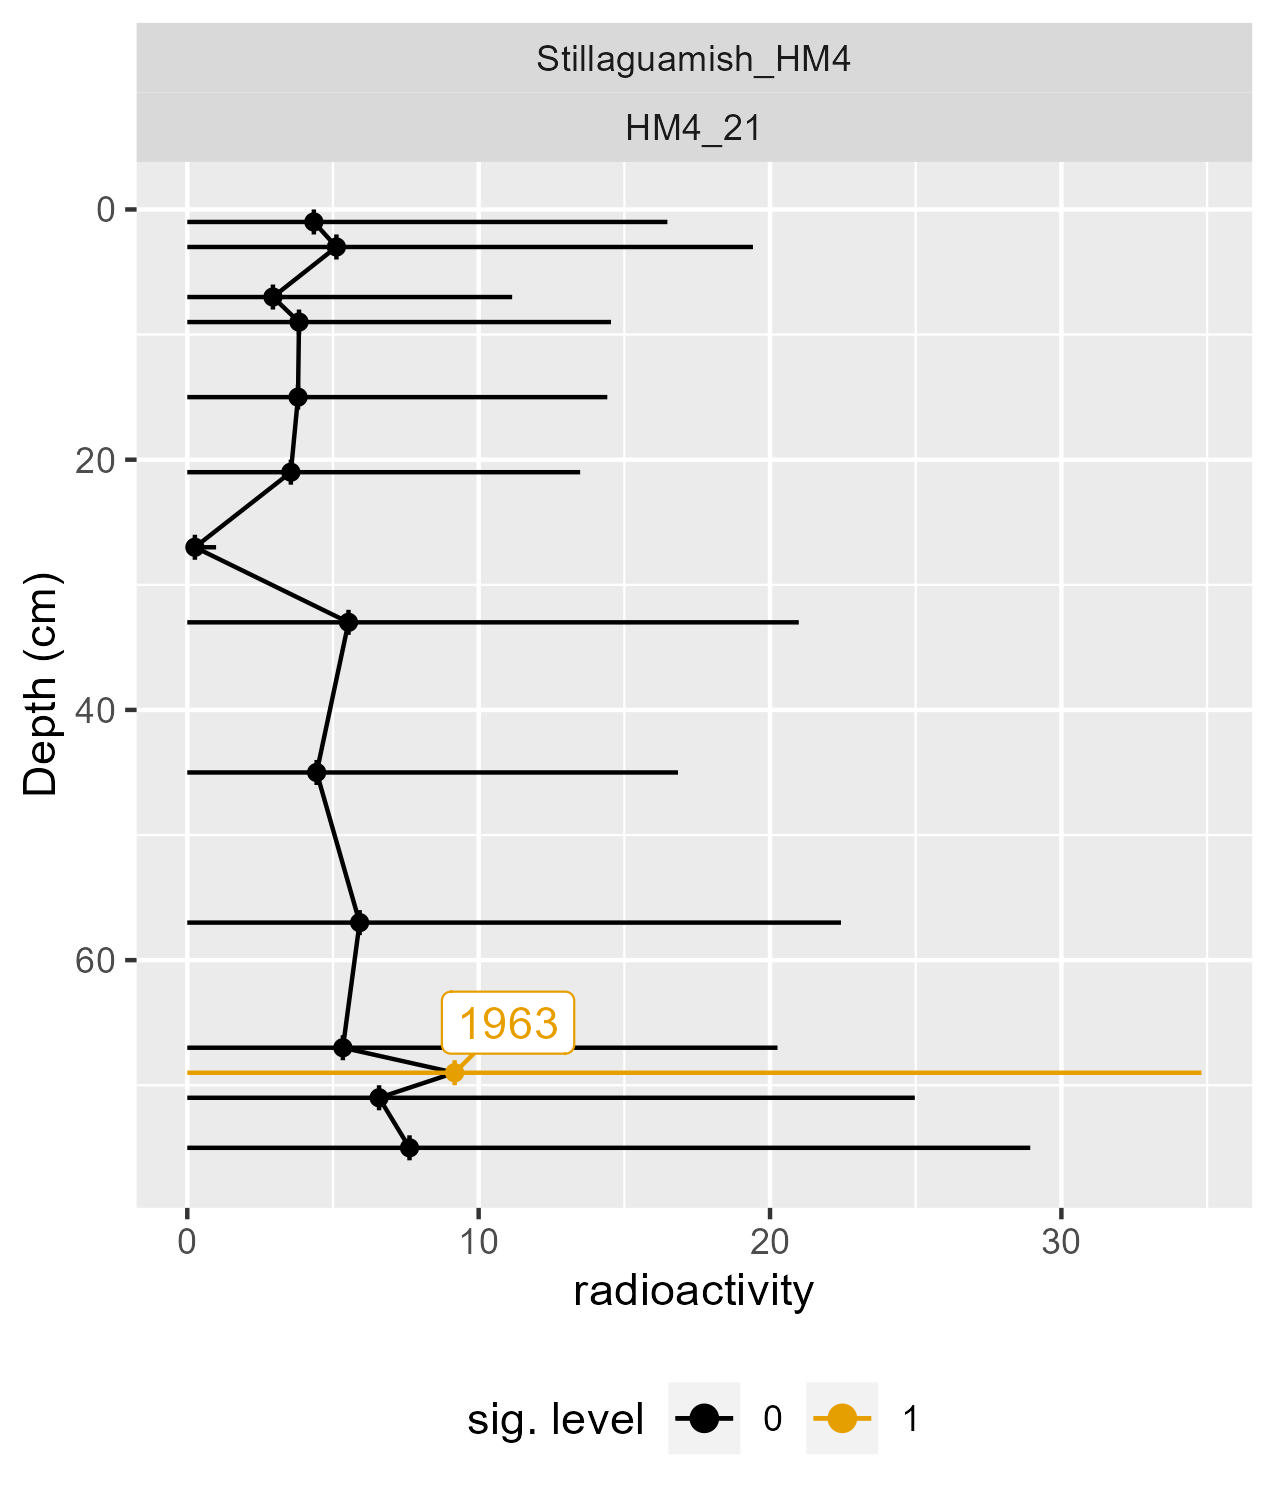 Stillaguamish_HM4
HM4_21
0
20
40
60
Depth (cm)
1963
0 10 20 30
radioactivity
sig. level 0 1